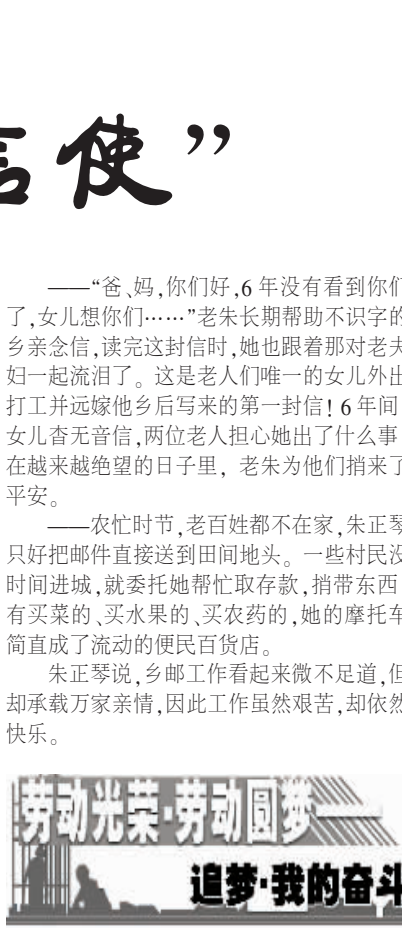 信使”
——“爸、妈,你们好,6年没有看到你们
了,女儿想你们……”老朱长期帮助不识字的
乡亲念信,读完这封信时,她也跟着那对老夫
妇一起流泪了。这是老人们唯一的女儿外出
打工并远嫁他乡后写来的第一封信!6年间
女儿杳无音信,两位老人担心她出了什么事
在越来越绝望的日子里,老朱为他们捎来了
平安。
——农忙时节,老百姓都不在家,朱正琴
只好把邮件直接送到田间地头。一些村民没
时间进城,就委托她帮忙取存款,捎带东西
有买菜的、买水果的、买农药的,她的摩托车
简直成了流动的便民百货店。
朱正琴说,乡邮工作看起来微不足道,但
却承载万家亲情,因此工作虽然艰苦,却依然
快乐。
劳动光荣·劳动圆梦——
追梦·我的奋斗